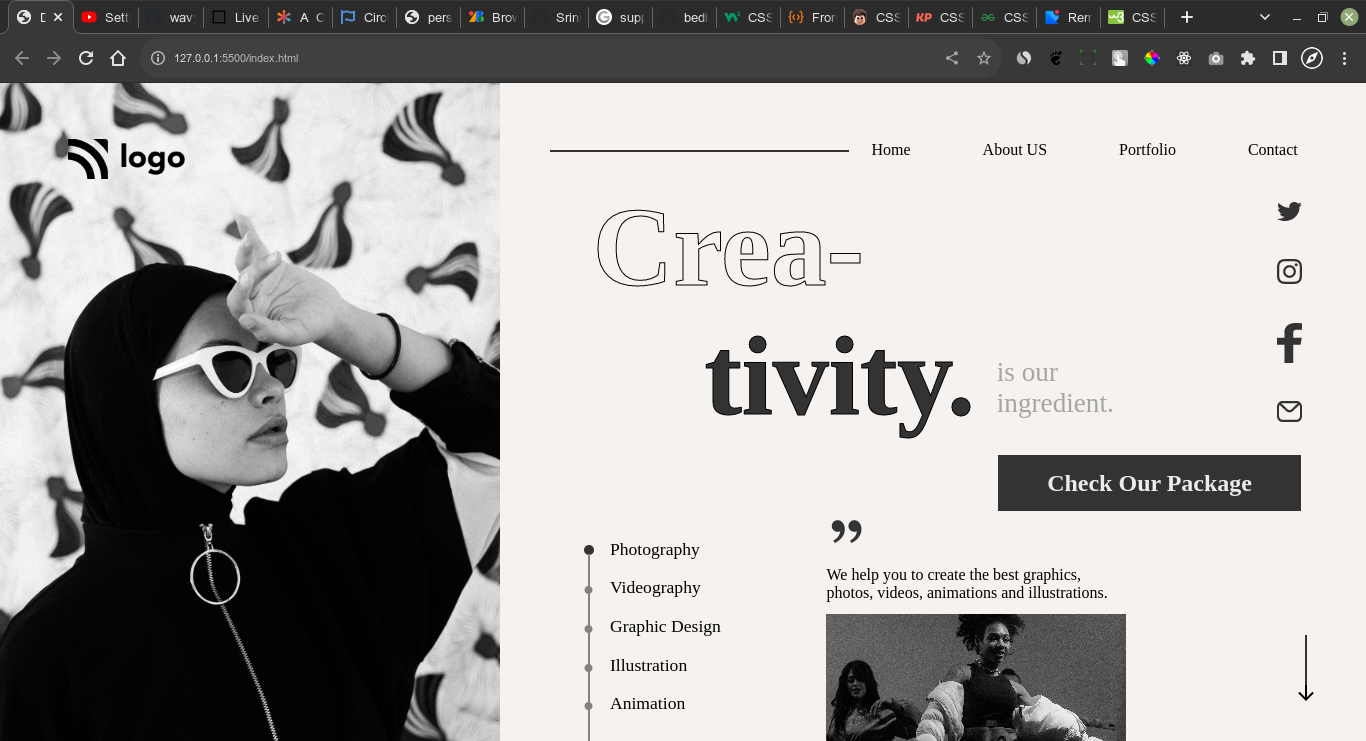 D
Sett
wav
Live
A C
Circl
pers
Brow
Srin
supp
bedi
CSS
Fron
CSS
CSS
CSS
Rem
CSS
127.0.0.1:5500/index.html
logo
Home
About US
Portfolio
Contact
Crea-
tivity.
is our
ingredient.
Check Our Package
”
Photography
Videography
Graphic Design
Illustration
Animation
We help you to create the best graphics,
photos, videos, animations and illustrations.